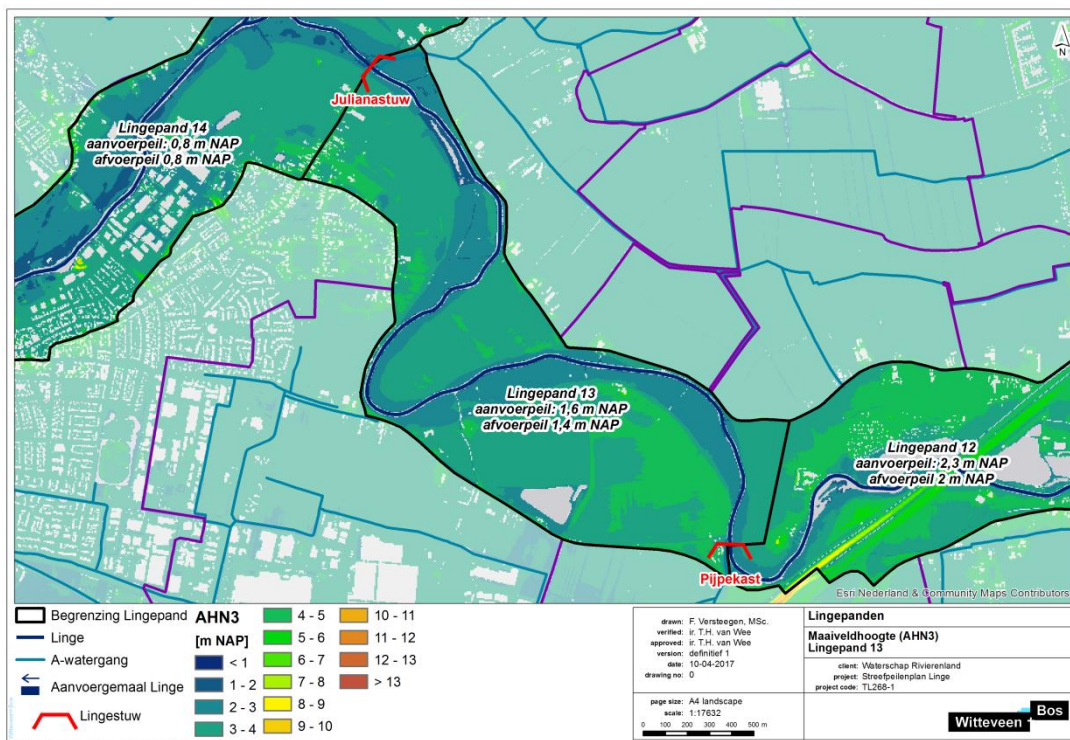 Julianastuw
N
Lingepand 14
aanvoerpeil: 0,8 m NAP
afvoerpeil 0,8 m NAP
Lingepand 13
aanvoerpeil: 1,6 m NAP
afvoerpeil 1,4 m NAP
Lingepand 12
aanvoerpeil: 2,3 m NAP
afvoerpeil 2 m NAP
Pijpekast
Esri Nederland & Community Maps Contributors
Begrenzing Lingepand
Linge
A-watergang
Aanvoergemaal Linge
Lingestuw
AHN3
[m NAP]
< 1
1 - 2
2 - 3
3 - 4
4 - 5
5 - 6
6 - 7
7 - 8
8 - 9
9 - 10
10 - 11
11 - 12
12 - 13
> 13
drawn: F. Versteegen, MSc.
verified: ir. T.H. van Wee
approved: ir. T.H. van Wee
version: definitief 1
date: 10-04-2017
drawing no: 0
page size: A4 landscape
scale: 1:17632
0 100 200 300 400 500 m
Lingepanden
Maaiveldhoogte (AHN3)
Lingepand 13
client: Waterschap Rivierenland
project: Streefpeilenplan Linge
project code: TL268-1
Witteveen + Bos